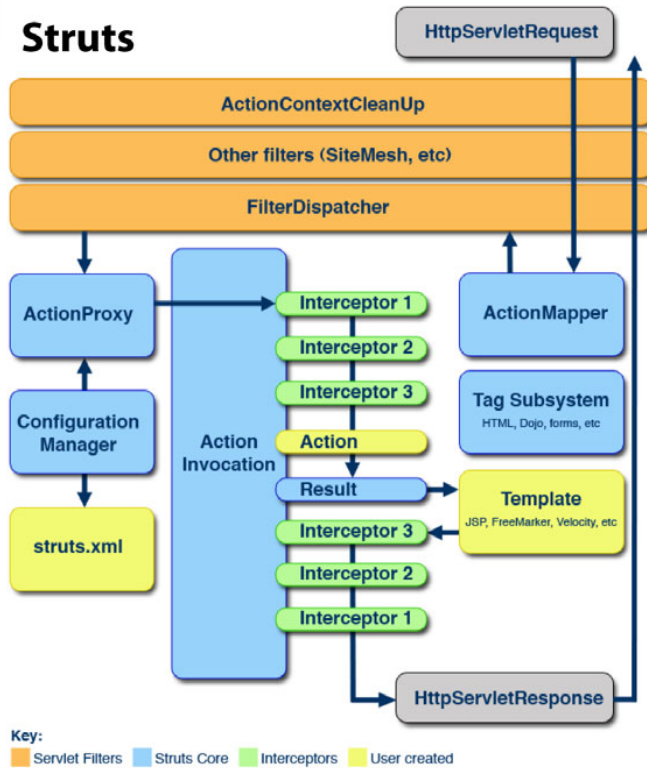 Struts
HttpServletRequest
ActionContextCleanUp
Other filters (SiteMesh, etc)
FilterDispatcher
ActionProxy
Interceptor 1
ActionMapper
Interceptor 2
Interceptor 3
Tag Subsystem
HTML, Dojo, forms, etc
Configuration
Manager
Action
Invocation
Action
Result
Template
JSP, FreeMarker, Velocity, etc
struts.xml
Interceptor 3
Interceptor 2
Interceptor 1
HttpServletResponse
Key:
Servlet Filters
Struts Core
Interceptors
User created